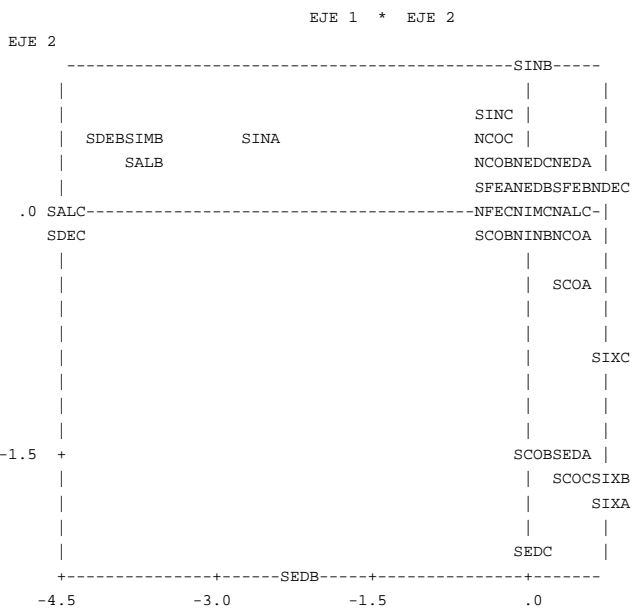 EJE 1 * EJE 2
EJE 2
-------------------------------------------SINB-----
| | |
| SINC | |
| SDEBSIMB SINA NCOC | |
| SALB NCOBNEDCNEDA |
| SFEANEDBSFEBNDEC
.0 SALC--------------------------------------NFECNIMCNALC-|
SDEC SCOBNINBNCOA |
| | |
| | SCOA |
| | |
| | |
| | SIXC
| | |
| | |
| | |
-1.5 + SCOBSEDA |
| | SCOCSIXB
| | SIXA
| | |
| SEDC |
+--------------+------SEDB-----+--------------+-------
-4.5 -3.0 -1.5 .0